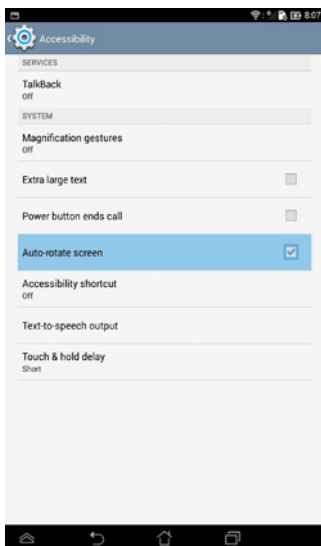 8:07
Accessibility
SERVICES
TalkBack
Off
SYSTEM
Magnification gestures
Off
Extra large text
Power button ends call
Auto-rotate screen
Accessibility shortcut
Off
Text-to-speech output
Touch & hold delay
Short